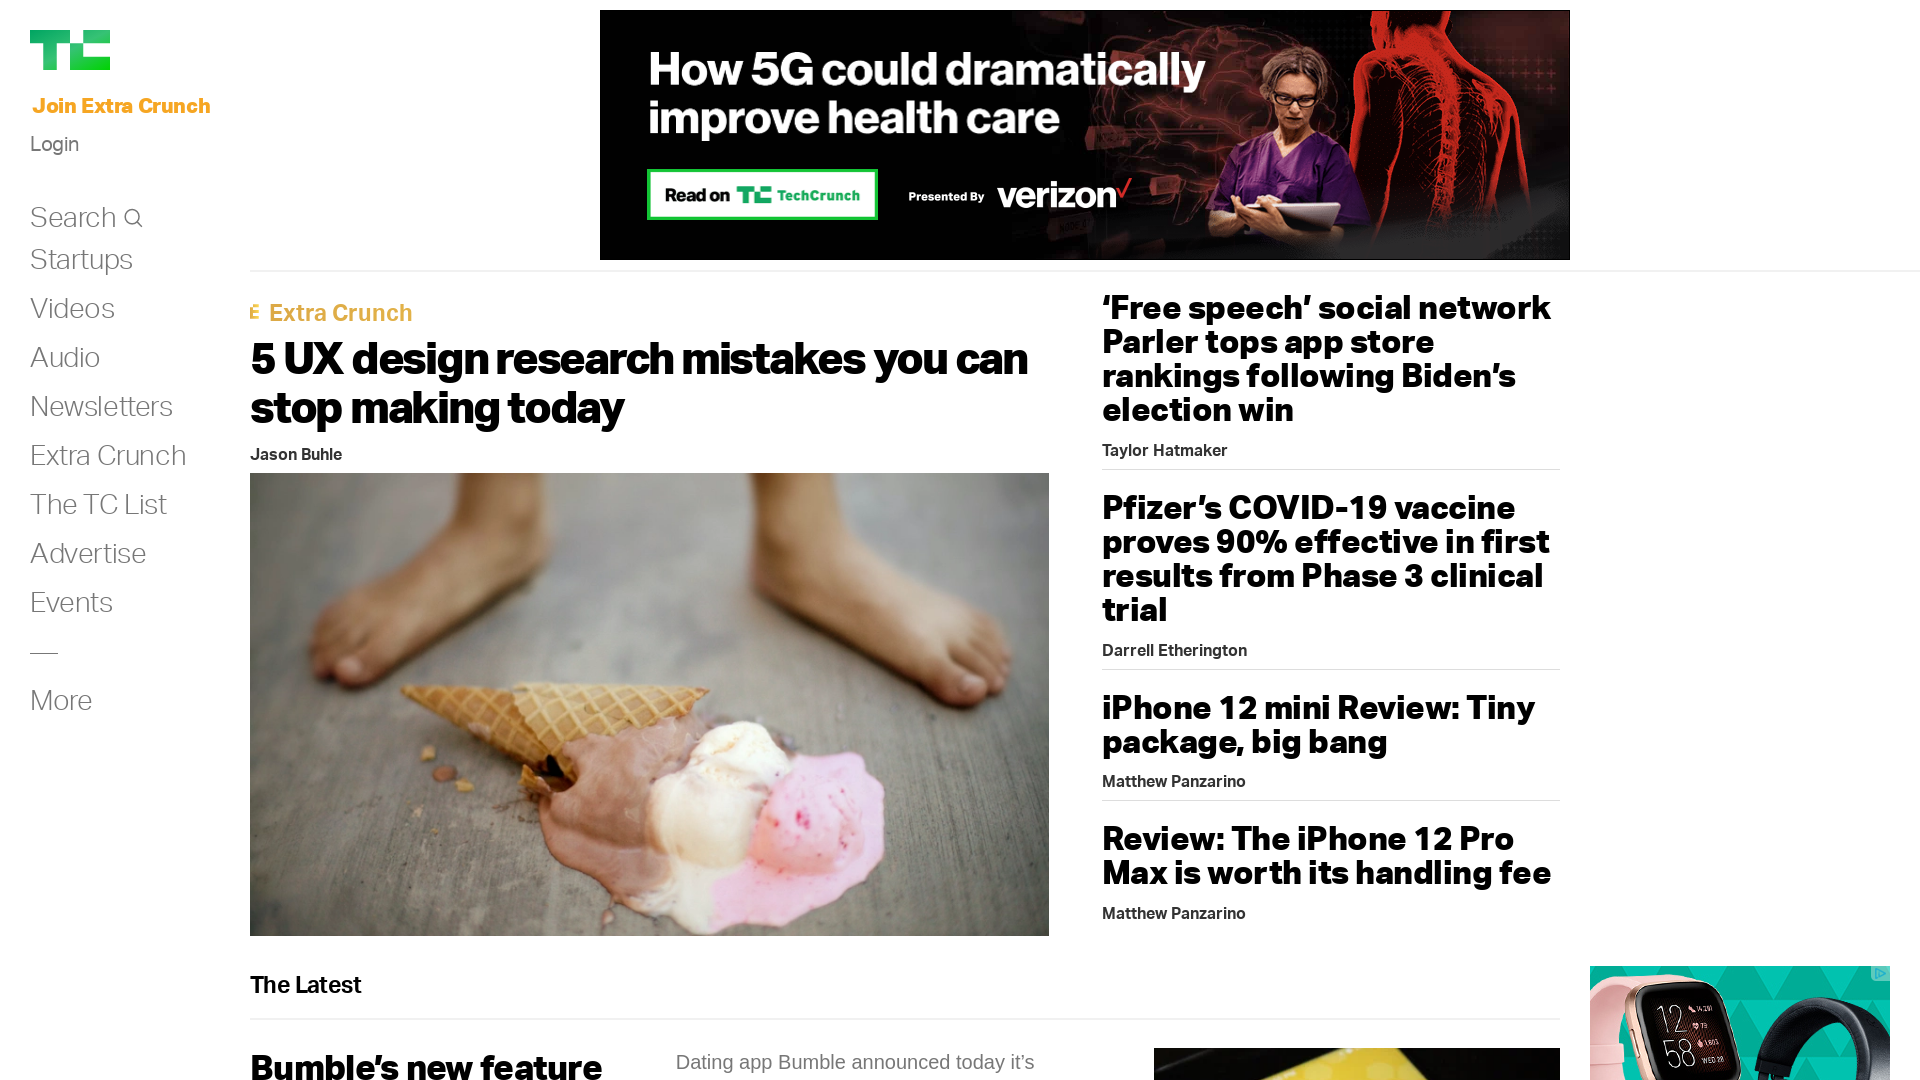 TC
Join Extra Crunch
Login
Search
Startups
Videos
Audio
Newsletters
Extra Crunch
The TC List
Advertise
Events
—
More
How 5G could dramatically
improve health care
Read on TC TechCrunch
Presented By verizon
Extra Crunch
5 UX design research mistakes you can
stop making today
Jason Buhle
‘Free speech’ social network
Parler tops app store
rankings following Biden’s
election win
Taylor Hatmaker
Pfizer’s COVID-19 vaccine
proves 90% effective in first
results from Phase 3 clinical
trial
Darrell Etherington
iPhone 12 mini Review: Tiny
package, big bang
Matthew Panzarino
Review: The iPhone 12 Pro
Max is worth its handling fee
Matthew Panzarino
The Latest
Bumble’s new feature
Dating app Bumble announced today it’s
12
58
WED 28